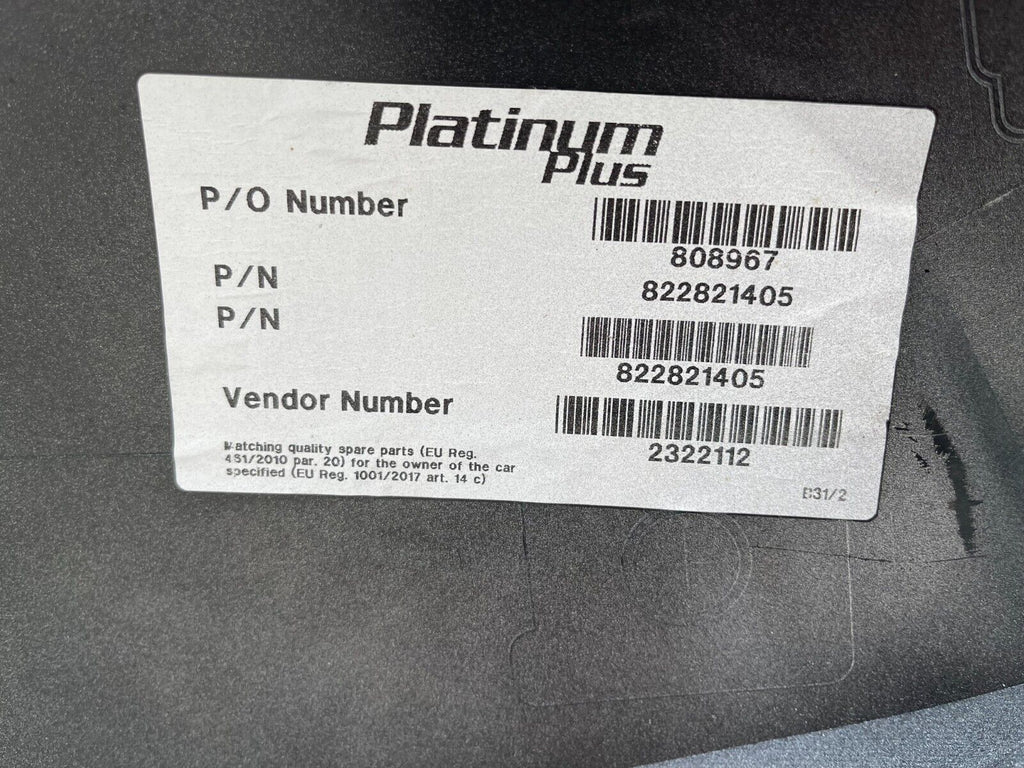 Platinum
Plus
P/O Number
808967
P/N
822821405
P/N
822821405
Vendor Number
2322112
Matching quality spare parts (EU Reg.
461/2010 par. 20) for the owner of the car
specified (EU Reg. 1001/2017 art. 14 c)
B31/2